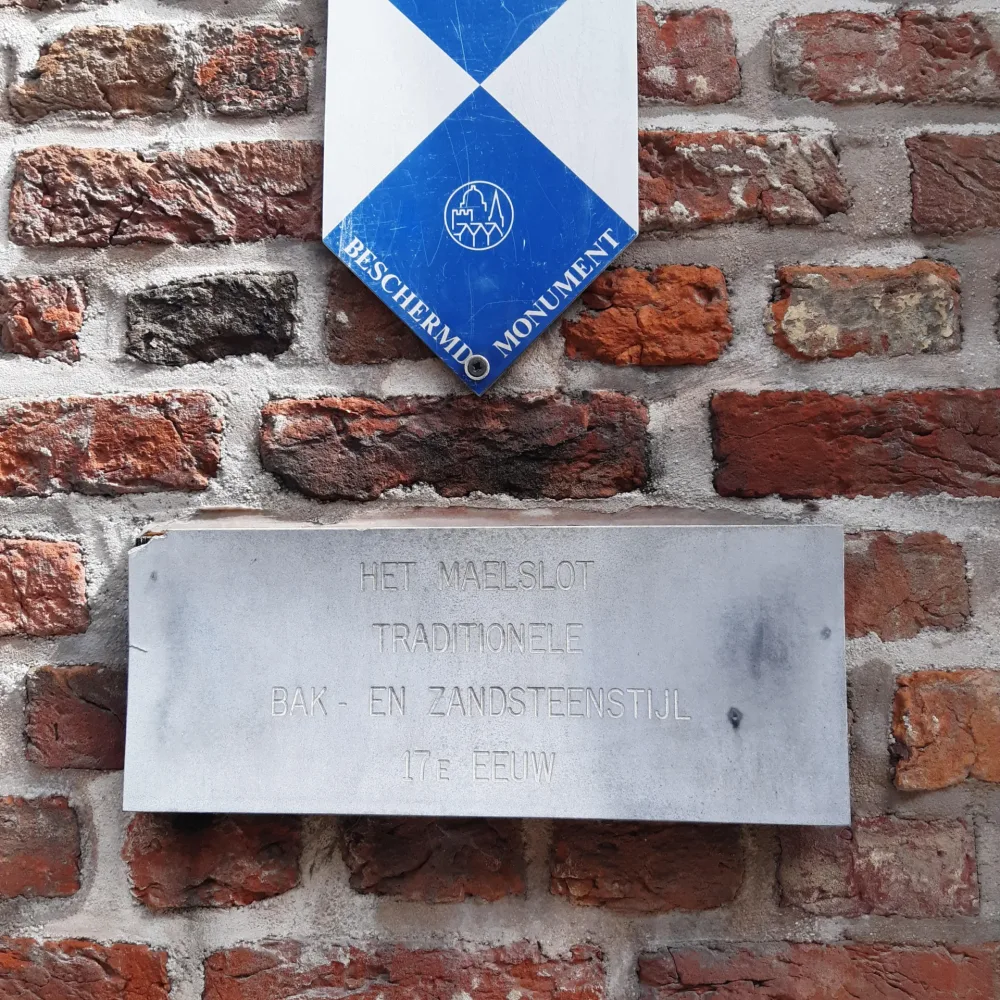 BESCHERMD MONUMENT
HET MAELSLOT
TRADITIONELE
BAK - EN ZANDSTEENSTIJL
17E EEUW